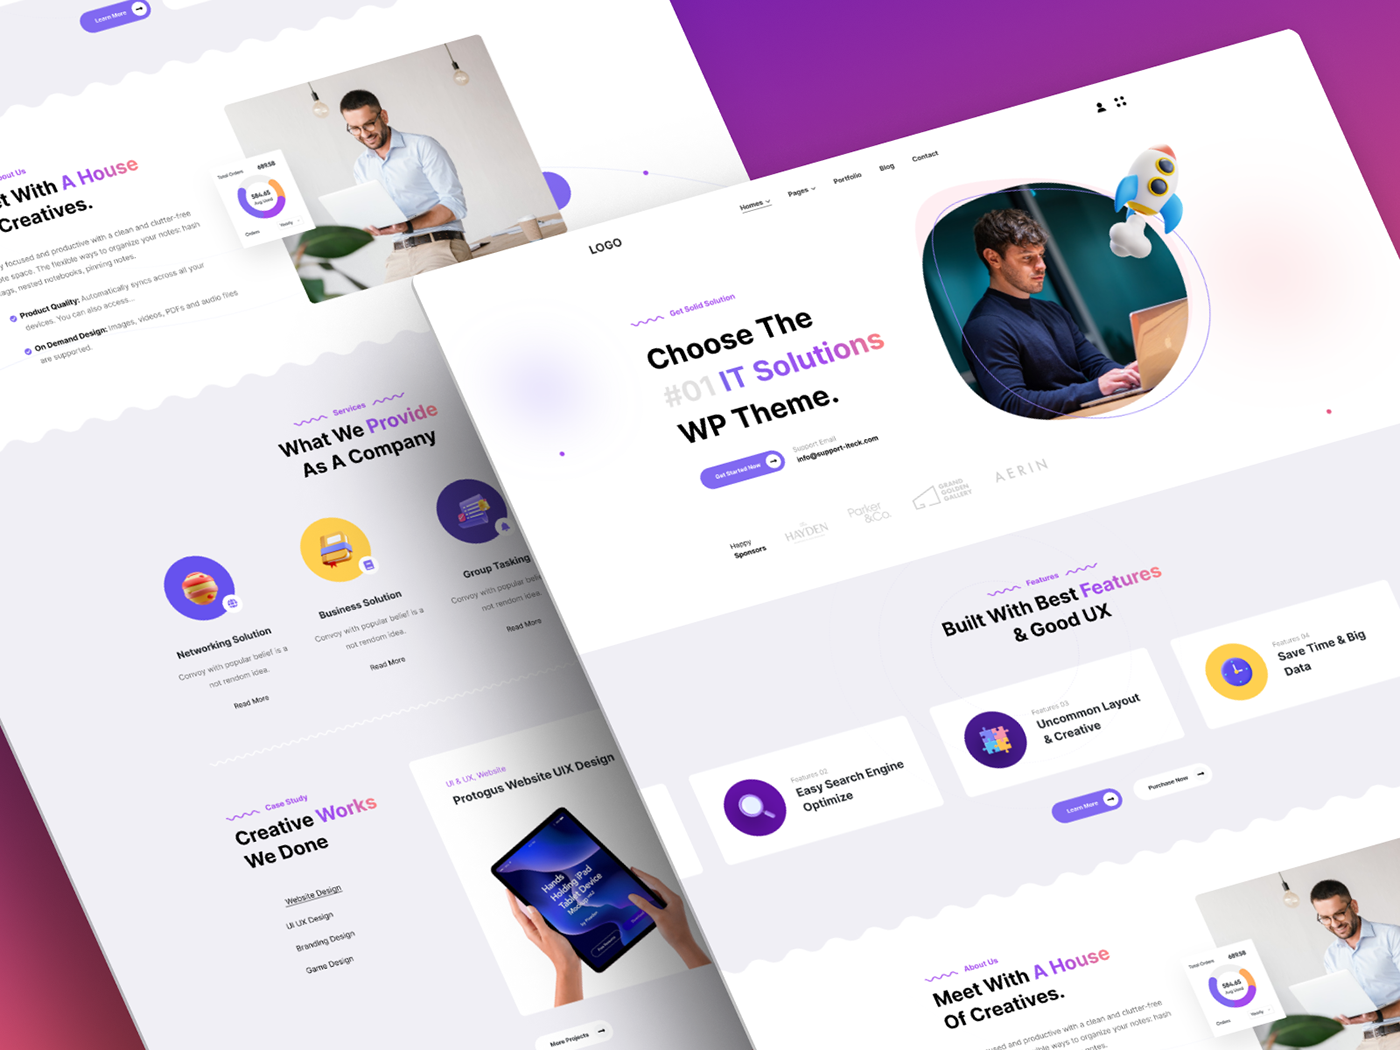 Learn More
About Us
et With A House
Creatives.
y focused and productive with a clean and clutter-free
te space. The flexible ways to organize your notes: hash
tags, nested notebooks, pinning notes.
Product Quality: Automatically syncs across all your
devices. You can also access...
On Demand Design: Images, videos, PDFs and audio files
are supported.
Total Orders
689.58
$84.65
Avg Used
Orders
Yearly
Services
What We Provide
As A Company
Networking Solution
Convoy with popular belief is a
not rendom idea.
Read More
Business Solution
Convoy with popular belief is a
not rendom idea.
Read More
Group Tasking
Convoy with popular belie
not rendom idea.
Read More
Case Study
Creative Works
We Done
Website Design
UI UX Design
Branding Design
Game Design
UI & UX, Website
Protogus Website UIX Design
Hands
Holding iPad
Tablet Device
Mockup
More Projects
LOGO
Homes
Pages
Portfolio
Blog
Contact
Get Solid Solution
Choose The
#01 IT Solutions
WP Theme.
Get Started Now
Support Email
info@support-iteck.com
Happy
Sponsors
HAYDEN
Parker
&Co.
GRAND
GOLDEN
GALLERY
AERIN
Features
Built With Best Features
& Good UX
Features 02
Easy Search Engine
Optimize
Features 03
Uncommon Layout
& Creative
Features 04
Save Time & Big
Data
Learn More
Purchase Now
About Us
Meet With A House
Of Creatives.
used and productive with a clean and clutter-free
ible ways to organize your notes: hash
notes.
Total Orders
689.58
$84.65
Avg Used
Orders
Yearly